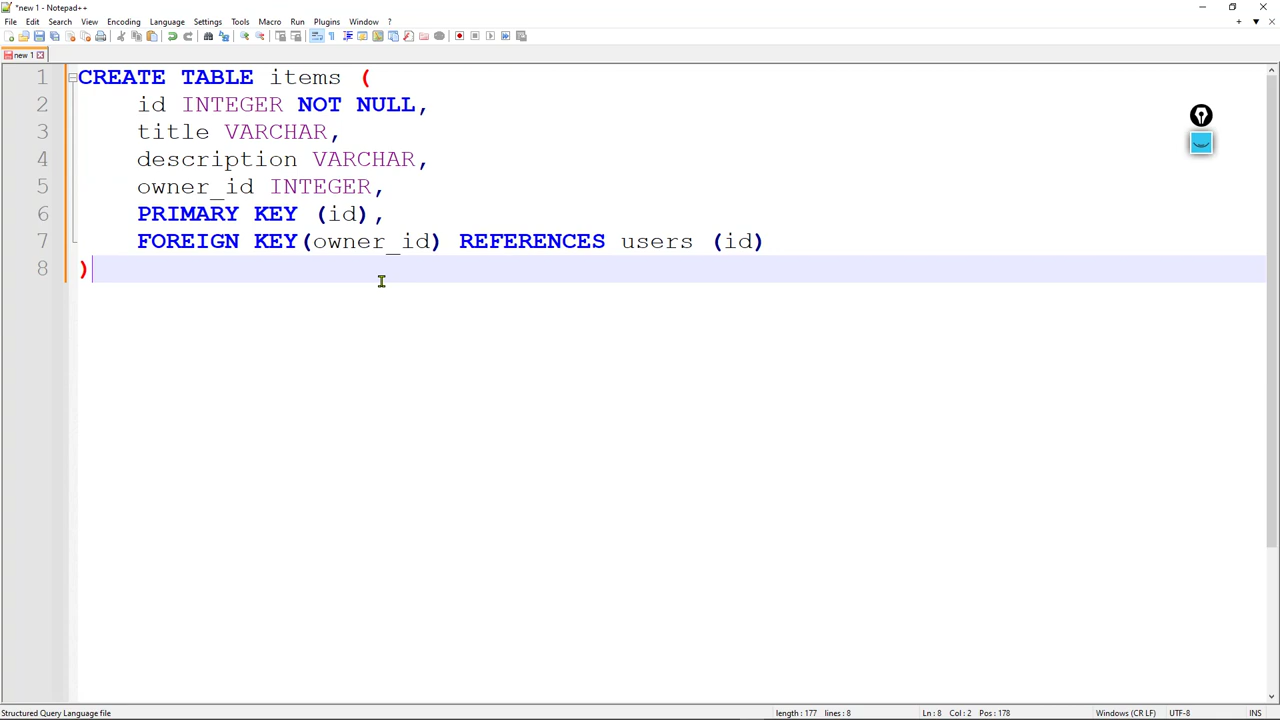 *new 1 - Notepad++
File Edit Search View Encoding Language Settings Tools Macro Run Plugins Window ?
new 1
1 CREATE TABLE items (
2 id INTEGER NOT NULL,
3 title VARCHAR,
4 description VARCHAR,
5 owner_id INTEGER,
6 PRIMARY KEY (id),
7 FOREIGN KEY(owner_id) REFERENCES users (id)
8 )
Structured Query Language file length : 177 lines : 8 Ln : 8 Col : 2 Pos : 178 Windows (CR LF) UTF-8 INS